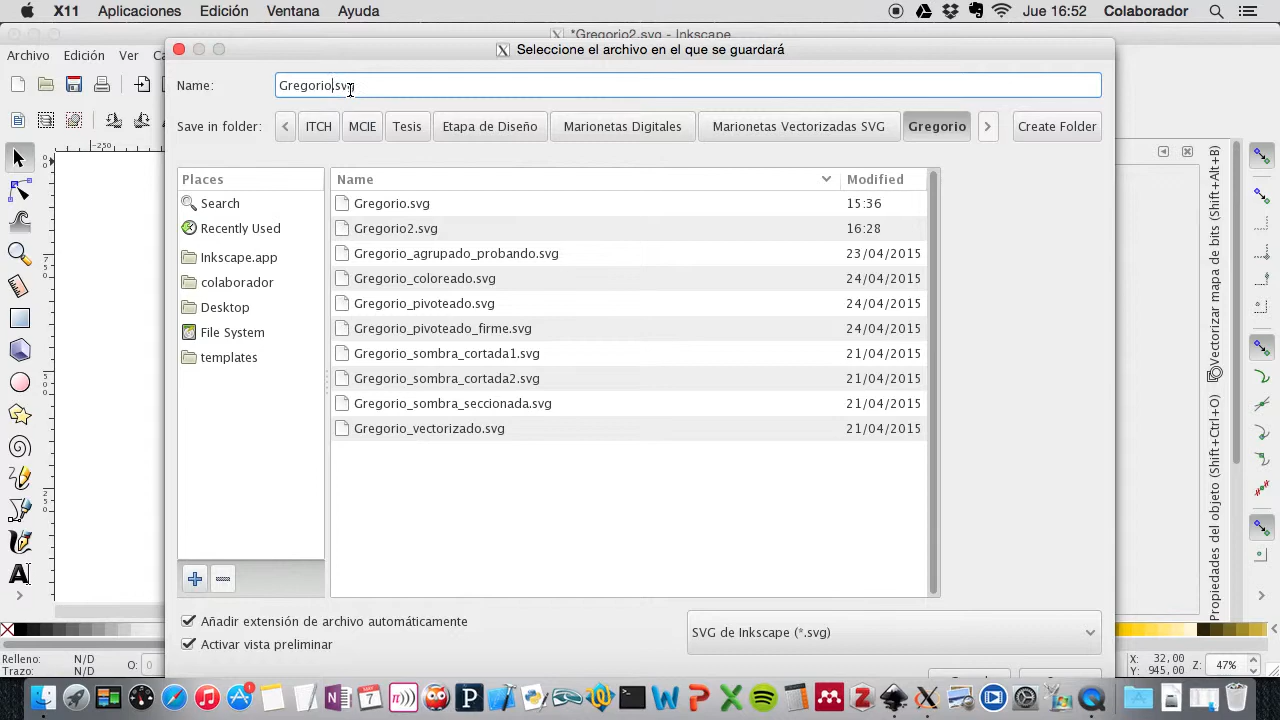 X11 Aplicaciones Edición Ventana Ayuda Jue 16:52 Colaborador
*Gregorio2.svg - Inkscape
Seleccione el archivo en el que se guardará
Archivo Edición Ver
Name: Gregorio.svg
Save in folder: ITCH MCIE Tesis Etapa de Diseño Marionetas Digitales Marionetas Vectorizadas SVG Gregorio Create Folder
-250
Places
Search
Recently Used
Inkscape.app
colaborador
Desktop
File System
templates
Name Modified
Gregorio.svg 15:36
Gregorio2.svg 16:28
Gregorio_agrupado_probando.svg 23/04/2015
Gregorio_coloreado.svg 24/04/2015
Gregorio_pivoteado.svg 24/04/2015
Gregorio_pivoteado_firme.svg 24/04/2015
Gregorio_sombra_cortada1.svg 21/04/2015
Gregorio_sombra_cortada2.svg 21/04/2015
Gregorio_sombra_seccionada.svg 21/04/2015
Gregorio_vectorizado.svg 21/04/2015
Vectorizar mapa de bits (Shift+Alt+B)
Propiedades del objeto (Shift+Ctrl+O)
Añadir extensión de archivo automáticamente
Activar vista preliminar
SVG de Inkscape (*.svg)
Relleno: N/D
Trazo: N/D
O: 0
X: 32,00
Y: 945,00
Z: 47%